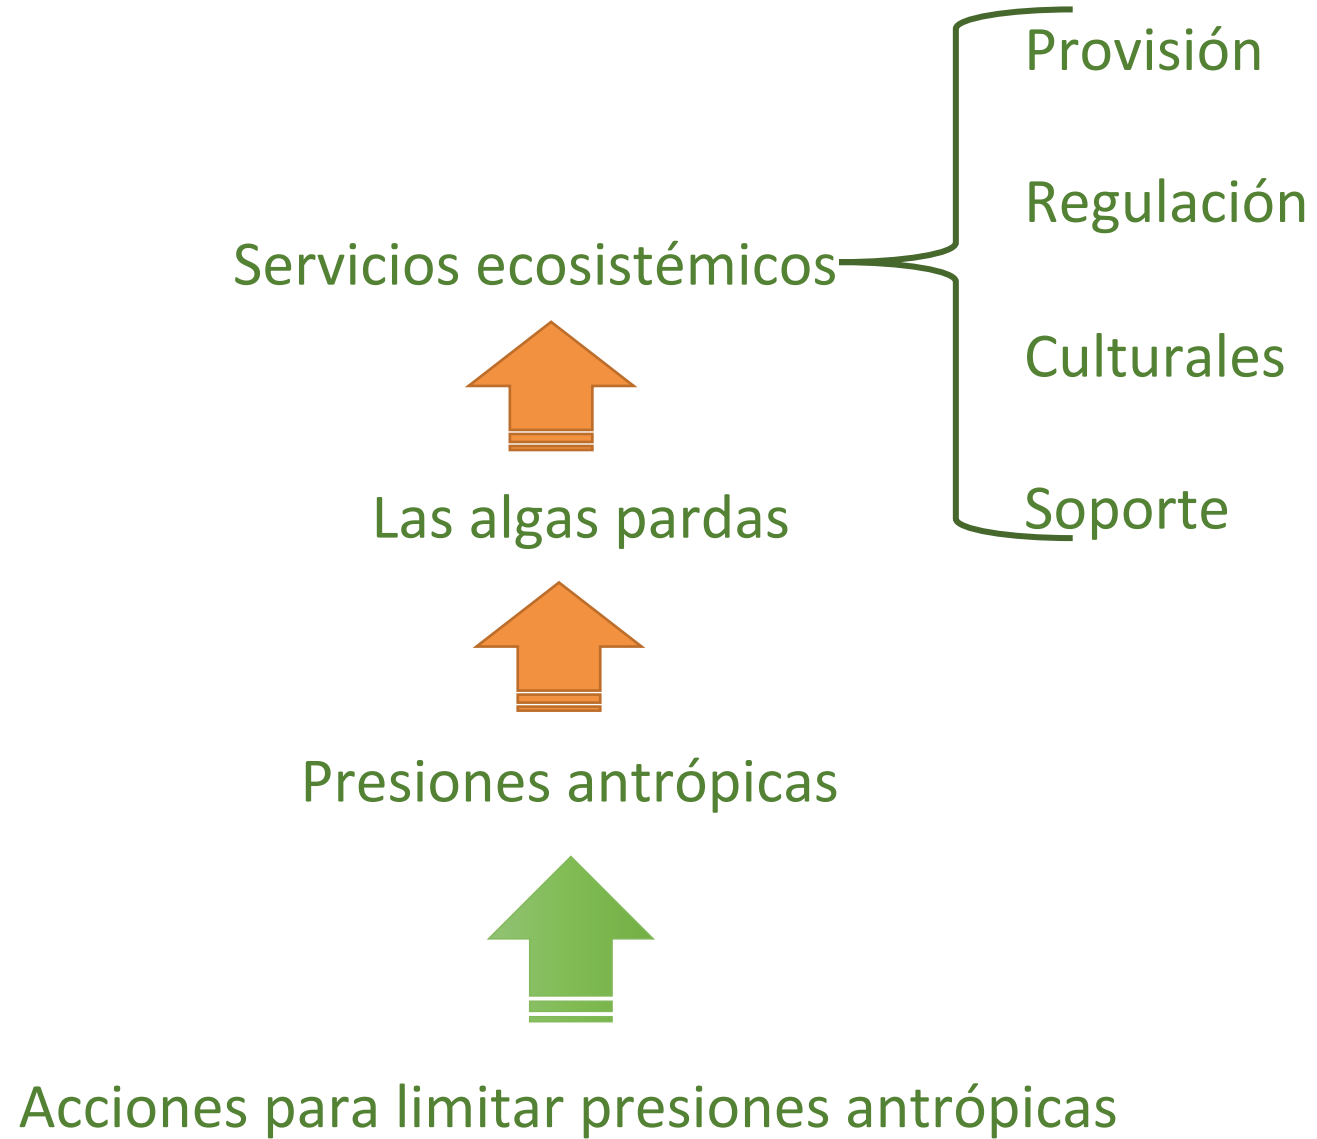 Provisión
Regulación
Servicios ecosistémicos
Culturales
Soporte
Las algas pardas
Presiones antrópicas
Acciones para limitar presiones antrópicas